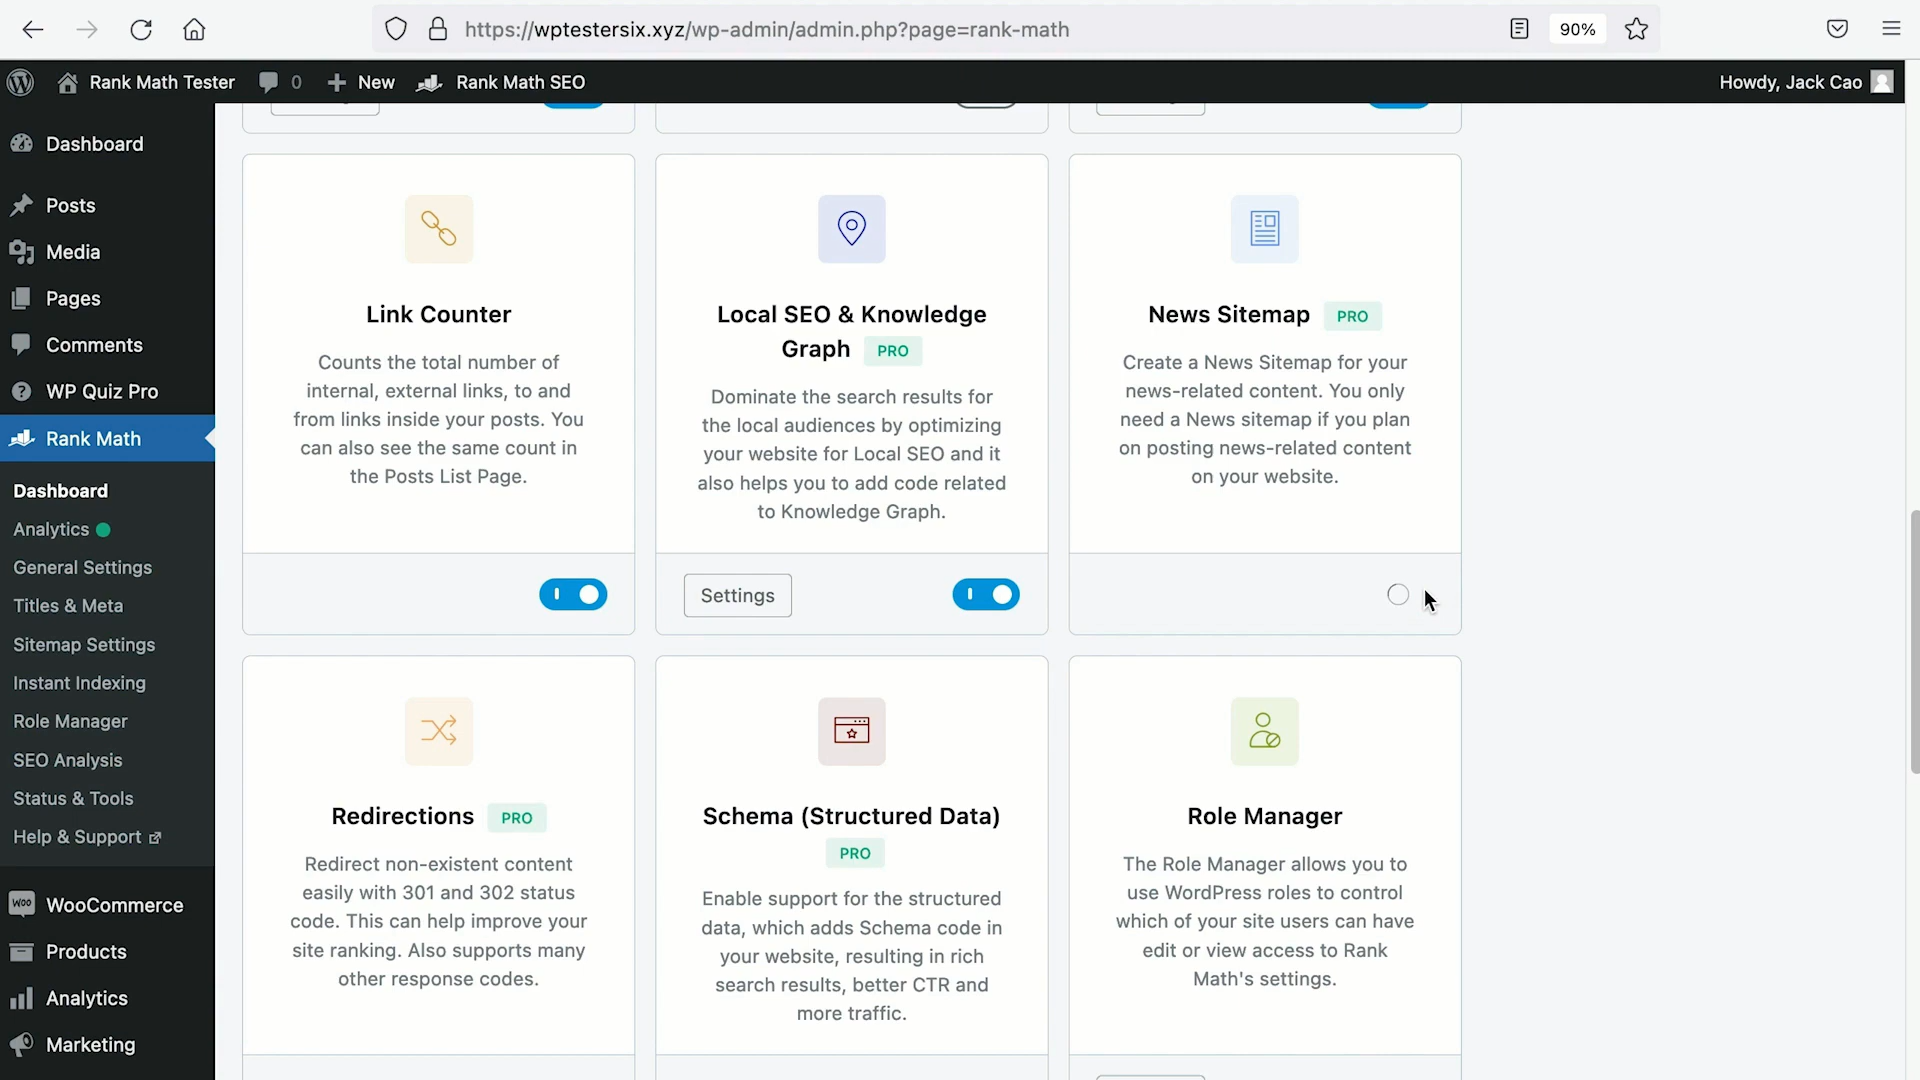 https://wptestersix.xyz/wp-admin/admin.php?page=rank-math
90%
Rank Math Tester
0
New
Rank Math SEO
Howdy, Jack Cao
Dashboard
Posts
Media
Pages
Comments
WP Quiz Pro
Rank Math
Dashboard
Analytics
General Settings
Titles & Meta
Sitemap Settings
Instant Indexing
Role Manager
SEO Analysis
Status & Tools
Help & Support
WOO
WooCommerce
Products
Analytics
Marketing
Link Counter
Counts the total number of
internal, external links, to and
from links inside your posts. You
can also see the same count in
the Posts List Page.
Local SEO & Knowledge
Graph PRO
Dominate the search results for
the local audiences by optimizing
your website for Local SEO and it
also helps you to add code related
to Knowledge Graph.
Settings
News Sitemap PRO
Create a News Sitemap for your
news-related content. You only
need a News sitemap if you plan
on posting news-related content
on your website.
Redirections PRO
Redirect non-existent content
easily with 301 and 302 status
code. This can help improve your
site ranking. Also supports many
other response codes.
Schema (Structured Data)
PRO
Enable support for the structured
data, which adds Schema code in
your website, resulting in rich
search results, better CTR and
more traffic.
Role Manager
The Role Manager allows you to
use WordPress roles to control
which of your site users can have
edit or view access to Rank
Math's settings.